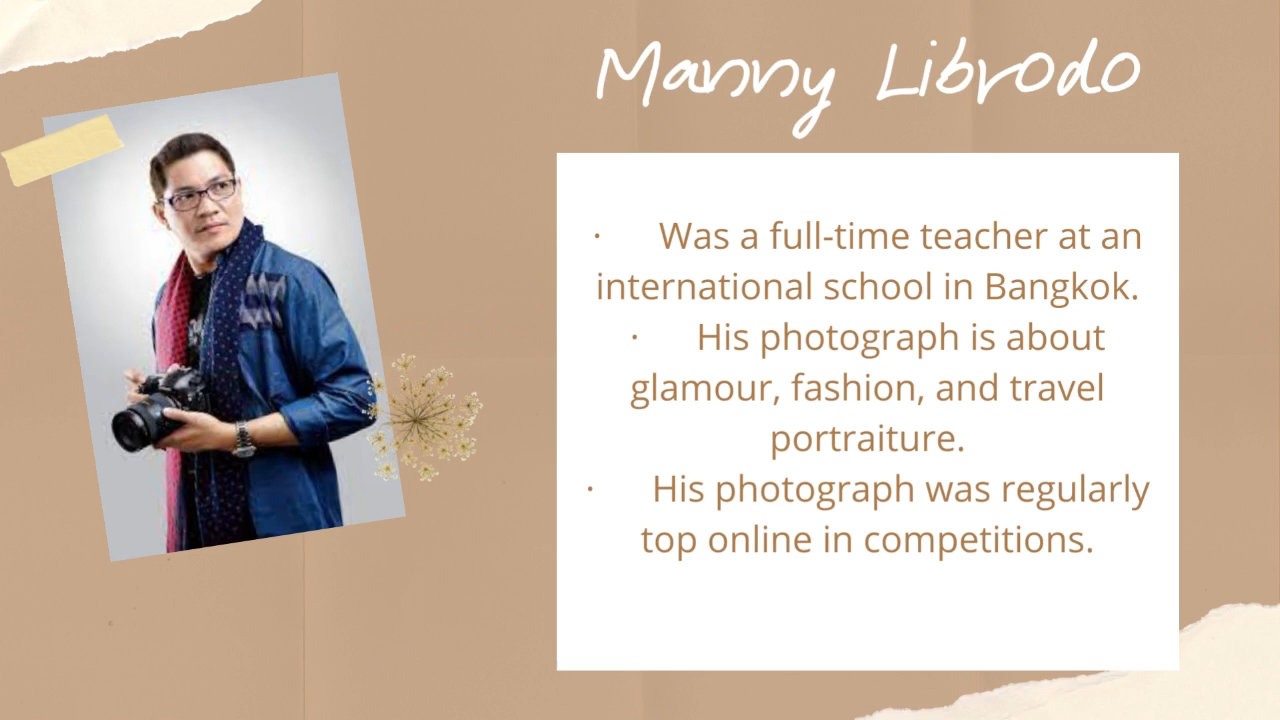 Manny Librodo
· Was a full-time teacher at an
international school in Bangkok.
· His photograph is about
glamour, fashion, and travel
portraiture.
· His photograph was regularly
top online in competitions.